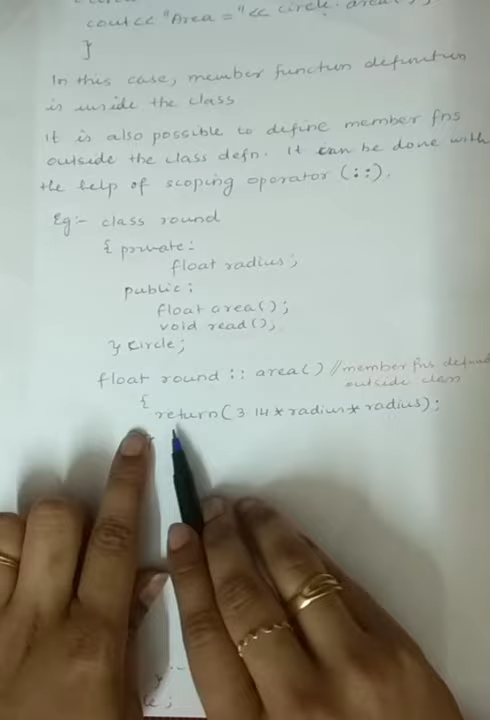 cout << "Area =" << circle. area( );
}
In this case, member function definition
is inside the class
It is also possible to define member fns
outside the class defn. It can be done with
the help of scoping operator (::).
Eg:- class round
{ private:
float radius;
public:
float area();
void read();
} circle;
float round :: area() //member fns defined
outside class
{
return(3 14 * radius * radius);